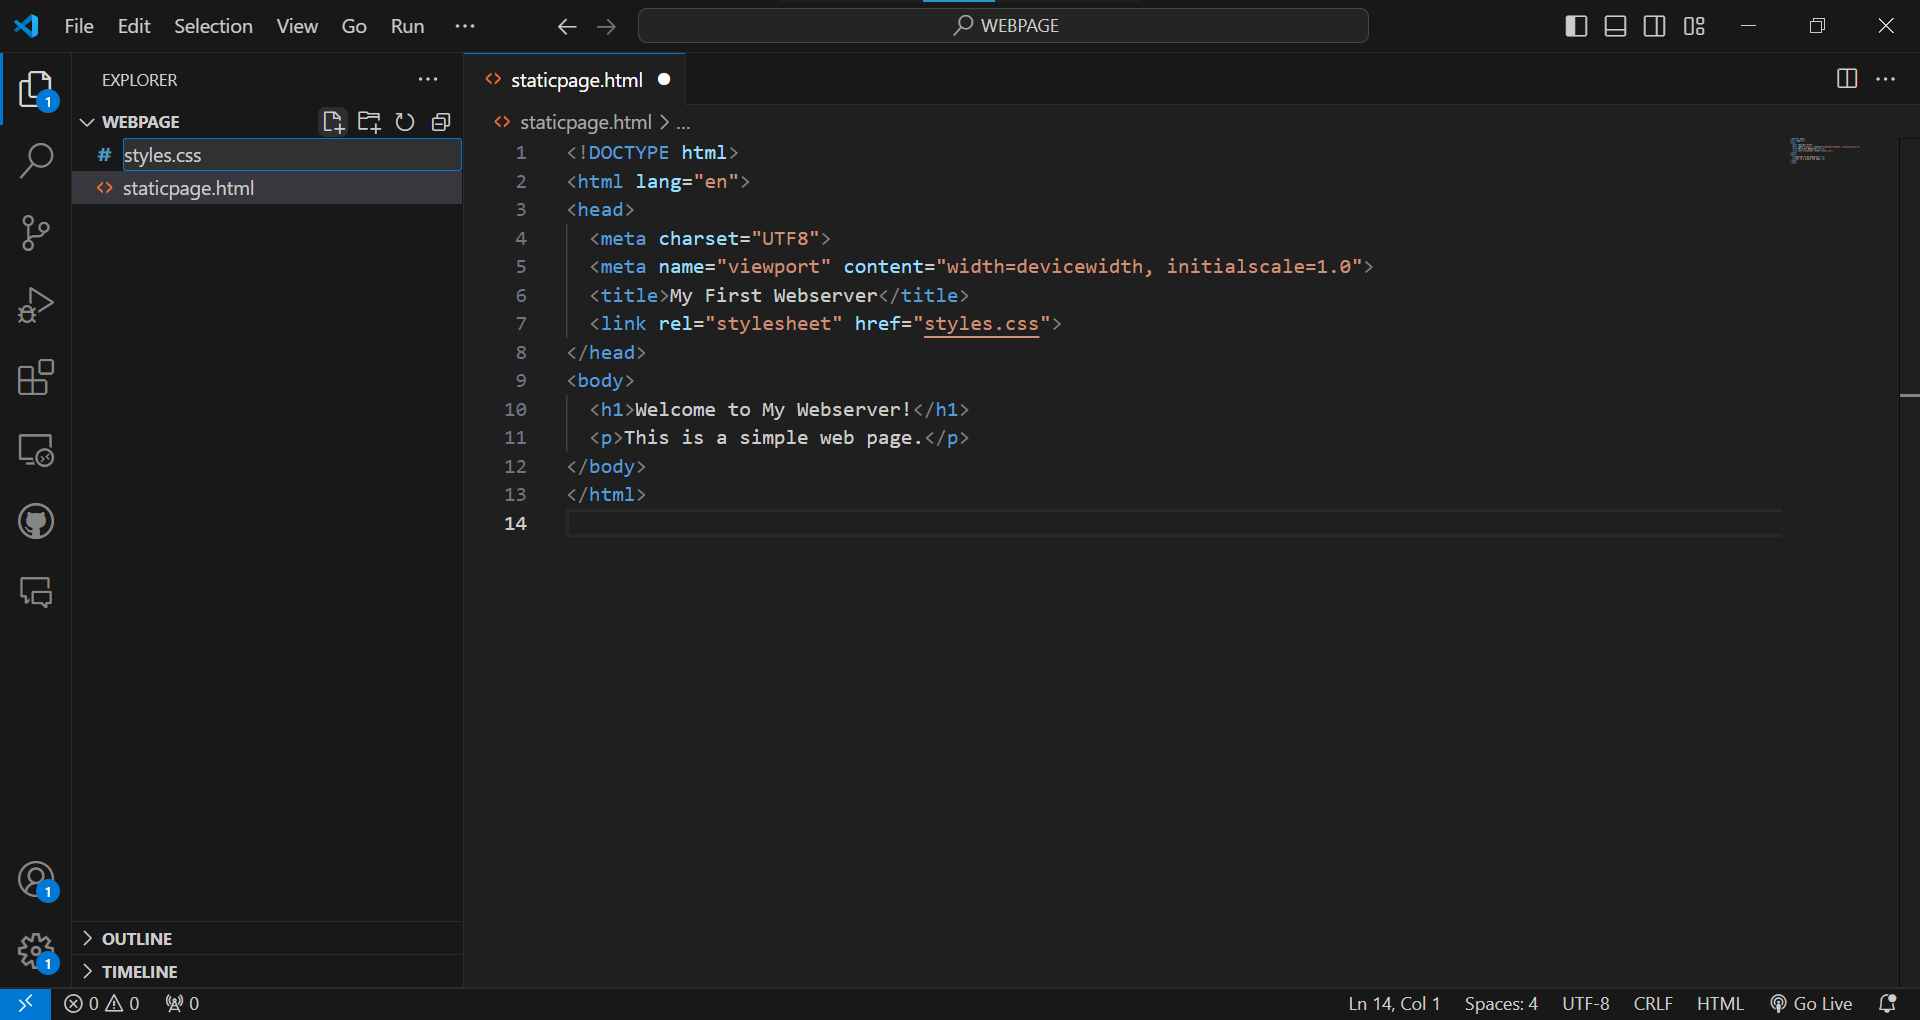 File Edit Selection View Go Run ··· WEBPAGE
EXPLORER ···
WEBPAGE
styles.css
staticpage.html
staticpage.html
staticpage.html > ...
1 <!DOCTYPE html>
2 <html lang="en">
3 <head>
4 <meta charset="UTF8">
5 <meta name="viewport" content="width=devicewidth, initialscale=1.0">
6 <title>My First Webserver</title>
7 <link rel="stylesheet" href="styles.css">
8 </head>
9 <body>
10 <h1>Welcome to My Webserver!</h1>
11 <p>This is a simple web page.</p>
12 </body>
13 </html>
14
1
1
1
OUTLINE
TIMELINE
0 0 0 Ln 14, Col 1 Spaces: 4 UTF-8 CRLF HTML Go Live